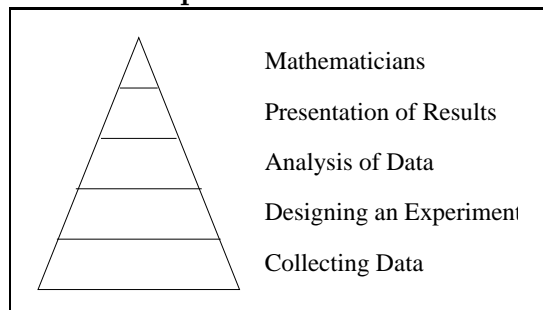 Mathematicians
Presentation of Results
Analysis of Data
Designing an Experiment
Collecting Data